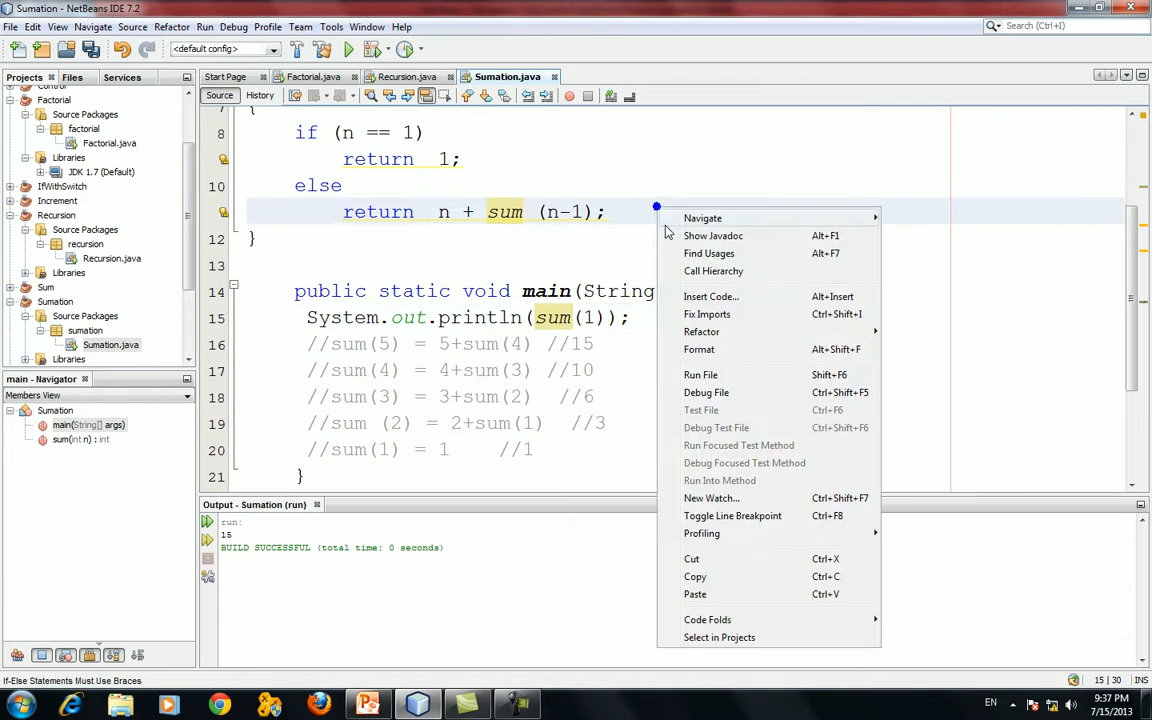 Sumation - NetBeans IDE 7.2
File Edit View Navigate Source Refactor Run Debug Profile Team Tools Window Help
Search (Ctrl+I)
<default config>
Projects Files Services
Start Page Factorial.java Recursion.java Sumation.java
Source History
Control
Factorial
Source Packages
factorial
Factorial.java
Libraries
JDK 1.7 (Default)
IfWithSwitch
Increment
Recursion
Source Packages
recursion
Recursion.java
Libraries
Sum
Sumation
Source Packages
sumation
Sumation.java
Libraries
7 {
8 if (n == 1)
return 1;
10 else
return n + sum (n-1);
12 }
13
14 public static void main(String
15 System.out.println(sum(1));
16 //sum(5) = 5+sum(4) //15
17 //sum(4) = 4+sum(3) //10
18 //sum(3) = 3+sum(2) //6
19 //sum (2) = 2+sum(1) //3
20 //sum(1) = 1 //1
21 }
Navigate
Show Javadoc Alt+F1
Find Usages Alt+F7
Call Hierarchy
Insert Code... Alt+Insert
Fix Imports Ctrl+Shift+I
Refactor
Format Alt+Shift+F
Run File Shift+F6
Debug File Ctrl+Shift+F5
Test File Ctrl+F6
Debug Test File Ctrl+Shift+F6
Run Focused Test Method
Debug Focused Test Method
Run Into Method
New Watch... Ctrl+Shift+F7
Toggle Line Breakpoint Ctrl+F8
Profiling
Cut Ctrl+X
Copy Ctrl+C
Paste Ctrl+V
Code Folds
Select in Projects
main - Navigator
Members View
Sumation
main(String[] args)
sum(int n) : int
Output - Sumation (run)
run:
15
BUILD SUCCESSFUL (total time: 0 seconds)
If-Else Statements Must Use Braces
15 | 30 INS
EN
9:37 PM
7/15/2013